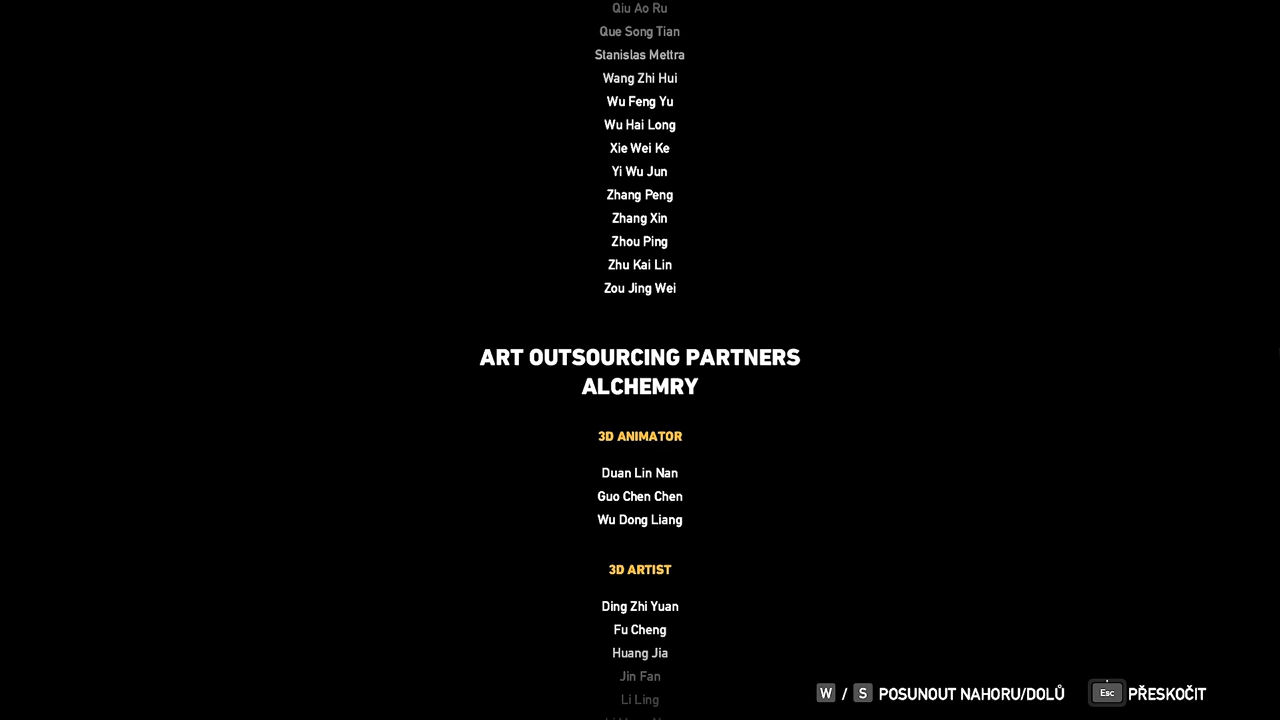 Qiu Ao Ru
Que Song Tian
Stanislas Mettra
Wang Zhi Hui
Wu Feng Yu
Wu Hai Long
Xie Wei Ke
Yi Wu Jun
Zhang Peng
Zhang Xin
Zhou Ping
Zhu Kai Lin
Zou Jing Wei
ART OUTSOURCING PARTNERS
ALCHEMRY
3D ANIMATOR
Duan Lin Nan
Guo Chen Chen
Wu Dong Liang
3D ARTIST
Ding Zhi Yuan
Fu Cheng
Huang Jia
Jin Fan
Li Ling
W / S POSUNOUT NAHORU/DOLŮ Esc PŘESKOČIT